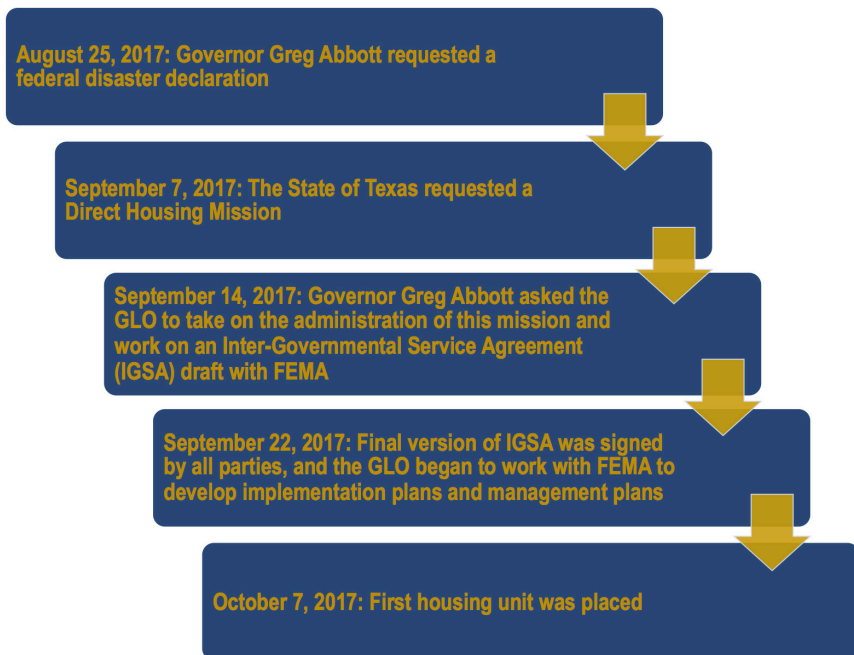 August 25, 2017: Governor Greg Abbott requested a
federal disaster declaration
September 7, 2017: The State of Texas requested a
Direct Housing Mission
September 14, 2017: Governor Greg Abbott asked the
GLO to take on the administration of this mission and
work on an Inter-Governmental Service Agreement
(IGSA) draft with FEMA
September 22, 2017: Final version of IGSA was signed
by all parties, and the GLO began to work with FEMA to
develop implementation plans and management plans
October 7, 2017: First housing unit was placed